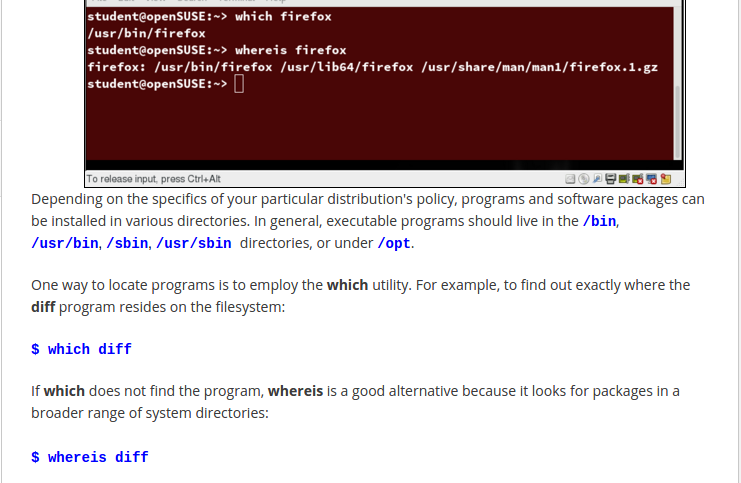 student@openSUSE:~> which firefox
/usr/bin/firefox
student@openSUSE:~> whereis firefox
firefox: /usr/bin/firefox /usr/lib64/firefox /usr/share/man/man1/firefox.1.gz
student@openSUSE:~>
To release input, press Ctrl+Alt
Depending on the specifics of your particular distribution's policy, programs and software packages can
be installed in various directories. In general, executable programs should live in the /bin,
/usr/bin, /sbin, /usr/sbin directories, or under /opt.
One way to locate programs is to employ the which utility. For example, to find out exactly where the
diff program resides on the filesystem:
$ which diff
If which does not find the program, whereis is a good alternative because it looks for packages in a
broader range of system directories:
$ whereis diff